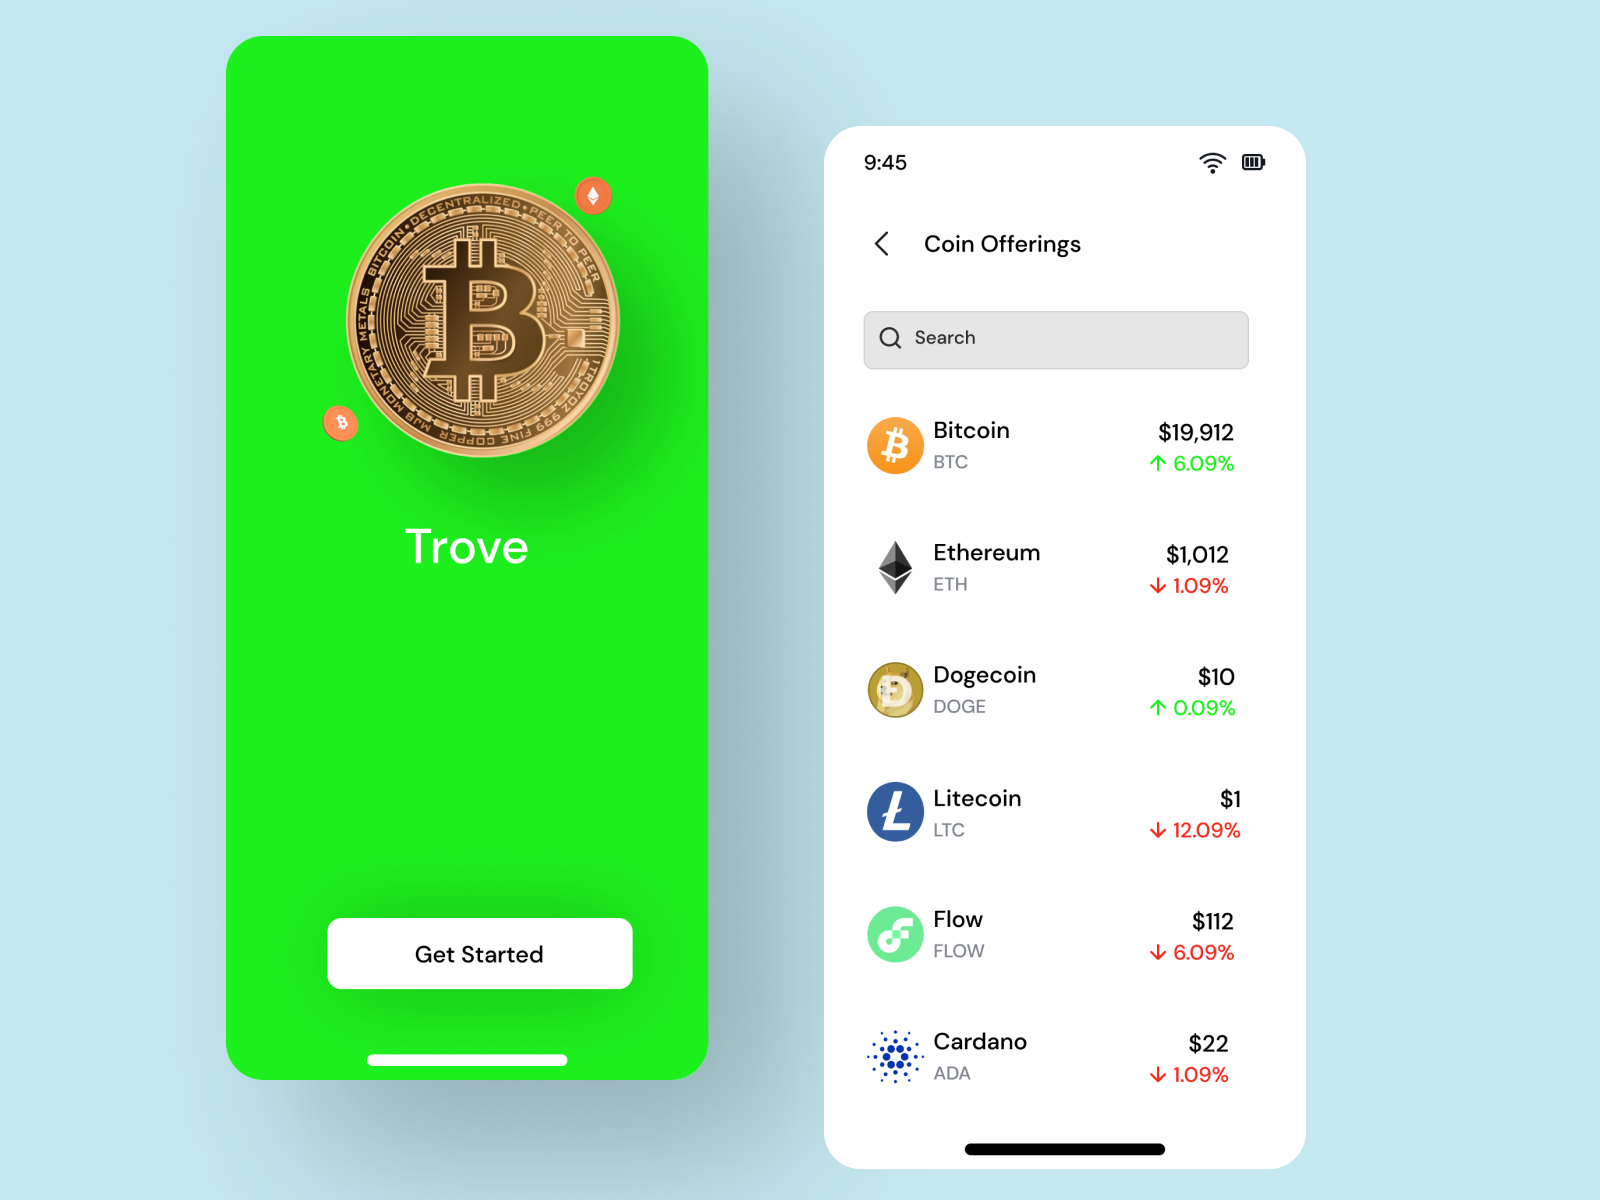 BITCOIN • DECENTRALIZED • PEER TO PEER
1 TROY OZ 999 FINE COPPER MJB MONETARY METALS
Trove
Get Started
9:45
Coin Offerings
Search
Bitcoin
$19,912
BTC
↑ 6.09%
Ethereum
$1,012
ETH
↓ 1.09%
Dogecoin
$10
DOGE
↑ 0.09%
Litecoin
$1
LTC
↓ 12.09%
Flow
$112
FLOW
↓ 6.09%
Cardano
$22
ADA
↓ 1.09%